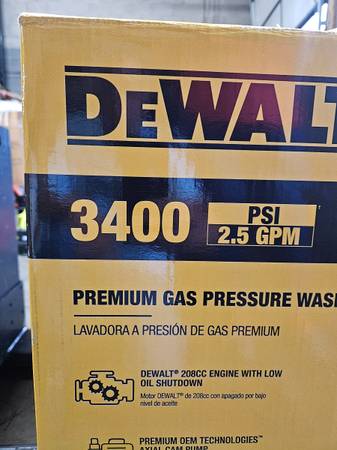 DEWALT
3400 PSI
2.5 GPM
PREMIUM GAS PRESSURE WAS
LAVADORA A PRESIÓN DE GAS PREMIUM
DEWALT® 208CC ENGINE WITH LOW
OIL SHUTDOWN
Motor DEWALT® de 208cc con apagado por bajo
nivel de aceite
PREMIUM OEM TECHNOLOGIES™
AXIAL CAM PUMP